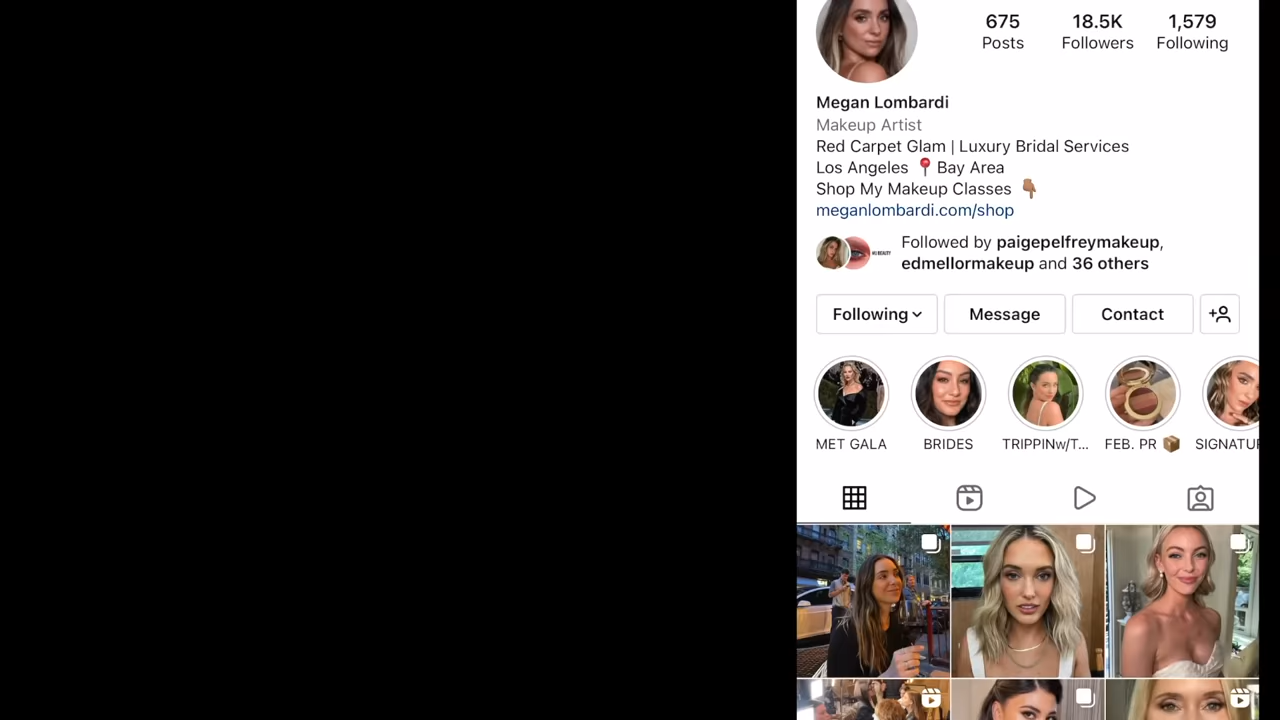 675 18.5K 1,579
Posts Followers Following
Megan Lombardi
Makeup Artist
Red Carpet Glam | Luxury Bridal Services
Los Angeles 📍 Bay Area
Shop My Makeup Classes 👇🏽
meganlombardi.com/shop
Followed by paigepelfreymakeup,
edmellormakeup and 36 others
Following Message Contact
MET GALA BRIDES TRIPPINw/T... FEB. PR 📦 SIGNATUR